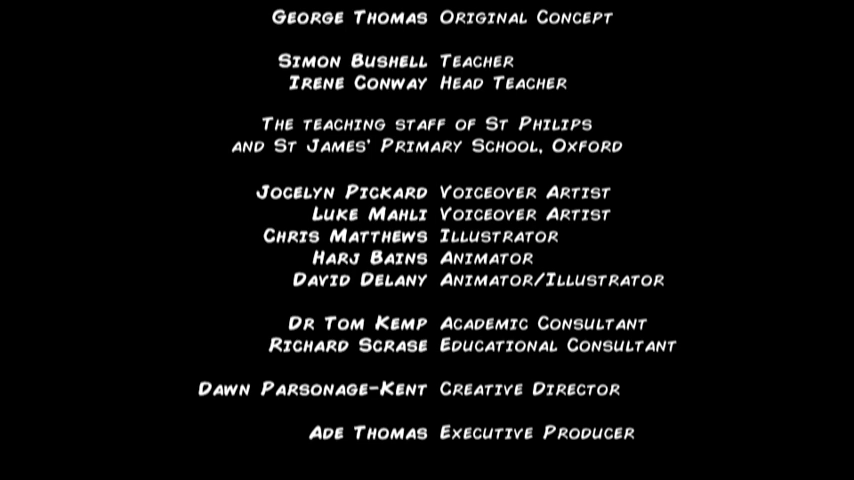 George Thomas Original Concept
Simon Bushell Teacher
Irene Conway Head Teacher
The teaching staff of St Philips
and St James' Primary School, Oxford
Jocelyn Pickard Voiceover Artist
Luke Mahli Voiceover Artist
Chris Matthews Illustrator
Harj Bains Animator
David Delany Animator/Illustrator
Dr Tom Kemp Academic Consultant
Richard Scrase Educational Consultant
Dawn Parsonage-Kent Creative Director
Ade Thomas Executive Producer